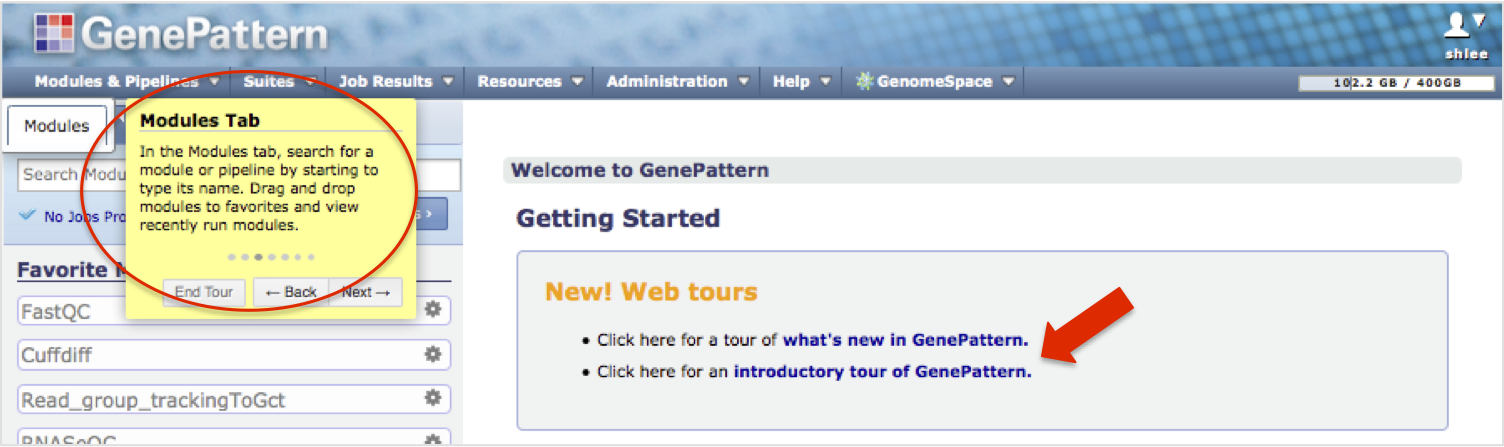 GenePattern
shlee
Modules & Pipelines Suites Job Results Resources Administration Help GenomeSpace
102.2 GB / 400GB
Modules
Search Modu
No Jobs Pro
Modules Tab
In the Modules tab, search for a
module or pipeline by starting to
type its name. Drag and drop
modules to favorites and view
recently run modules.
End Tour ← Back Next →
Favorite M
FastQC
Cuffdiff
Read_group_trackingToGct
RNASeQC
Welcome to GenePattern
Getting Started
New! Web tours
• Click here for a tour of what's new in GenePattern.
• Click here for an introductory tour of GenePattern.